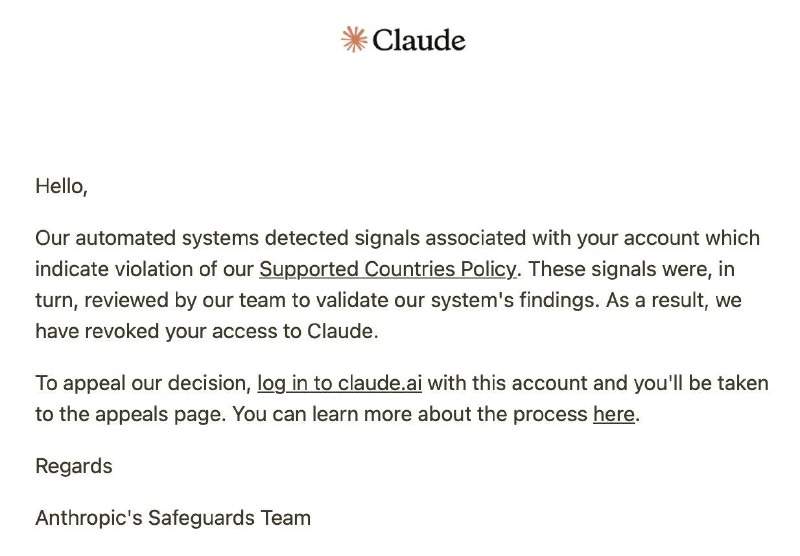 Claude
Hello,
Our automated systems detected signals associated with your account which
indicate violation of our Supported Countries Policy. These signals were, in
turn, reviewed by our team to validate our system's findings. As a result, we
have revoked your access to Claude.
To appeal our decision, log in to claude.ai with this account and you'll be taken
to the appeals page. You can learn more about the process here.
Regards
Anthropic's Safeguards Team